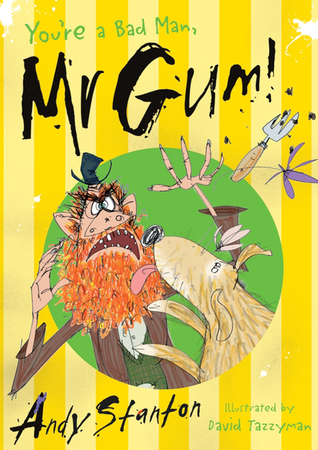 You're a Bad Man,
Mr Gum!
Andy Stanton
Illustrated by
David Tazzyman